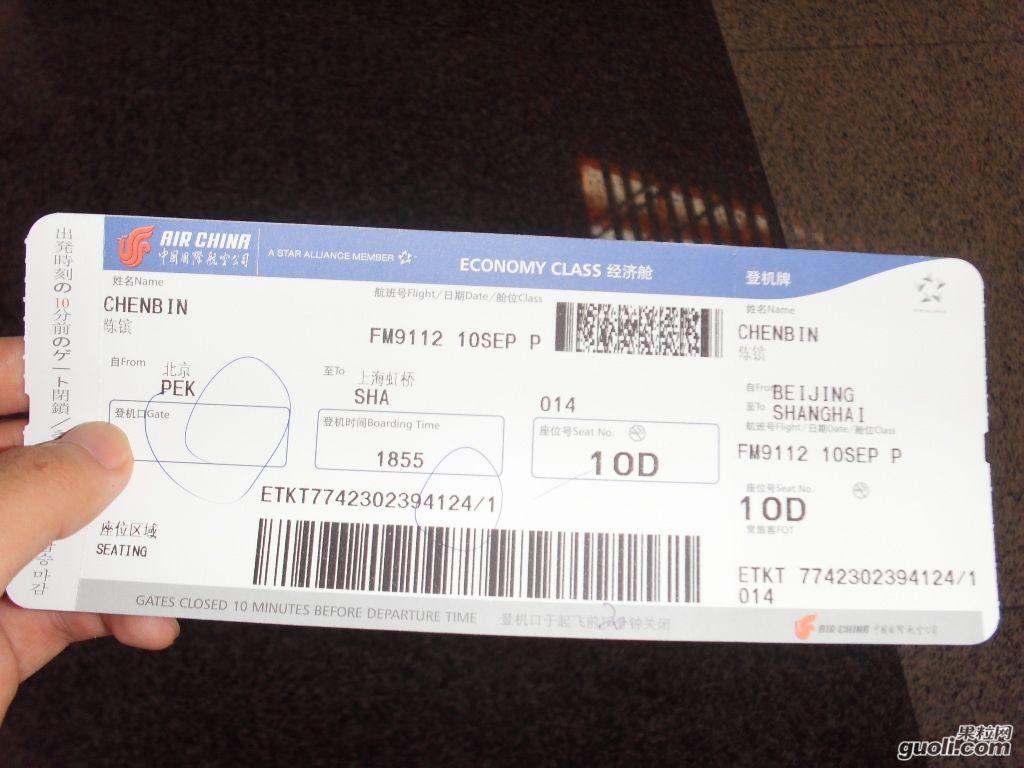 出発時刻の10分前のゲート閉鎖/
마감
AIR CHINA
中国国际航空公司
A STAR ALLIANCE MEMBER
ECONOMY CLASS 经济舱
登机牌
姓名Name
CHENBIN
陈镔
航班号Flight/日期Date/舱位Class
FM9112 10SEP P
自From
北京
PEK
至To
上海虹桥
SHA
014
登机口Gate
登机时间Boarding Time
1855
座位号Seat No.
10D
ETKT7742302394124/1
座位区域
SEATING
GATES CLOSED 10 MINUTES BEFORE DEPARTURE TIME
登机口于起飞前10分钟关闭
姓名Name
CHENBIN
陈镔
自From BEIJING
至To SHANGHAI
航班号Flight/日期Date/舱位Class
FM9112 10SEP P
座位号Seat No.
10D
常旅客FQT
ETKT 7742302394124/1
014
AIR CHINA 中国国际航空公司
果粒网
guoli.com